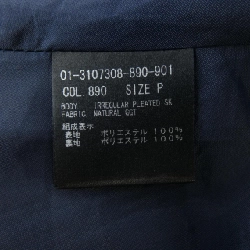 01-3107308-890-901
COL. 890 SIZE P
BODY IRREGULAR PLEATED SK
FABRIC NATURAL GGT
組成表示
表地 ポリエステル 100%
裏地 ポリエステル 100%